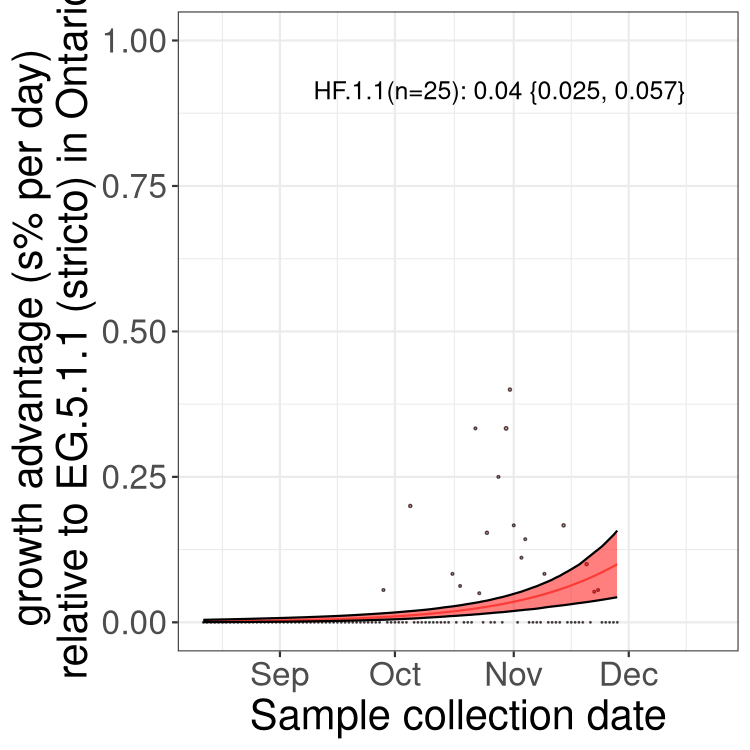 growth advantage (s% per day)
relative to EG.5.1.1 (stricto) in Ontario
1.00
0.75
0.50
0.25
0.00
HF.1.1(n=25): 0.04 {0.025, 0.057}
Sep Oct Nov Dec
Sample collection date